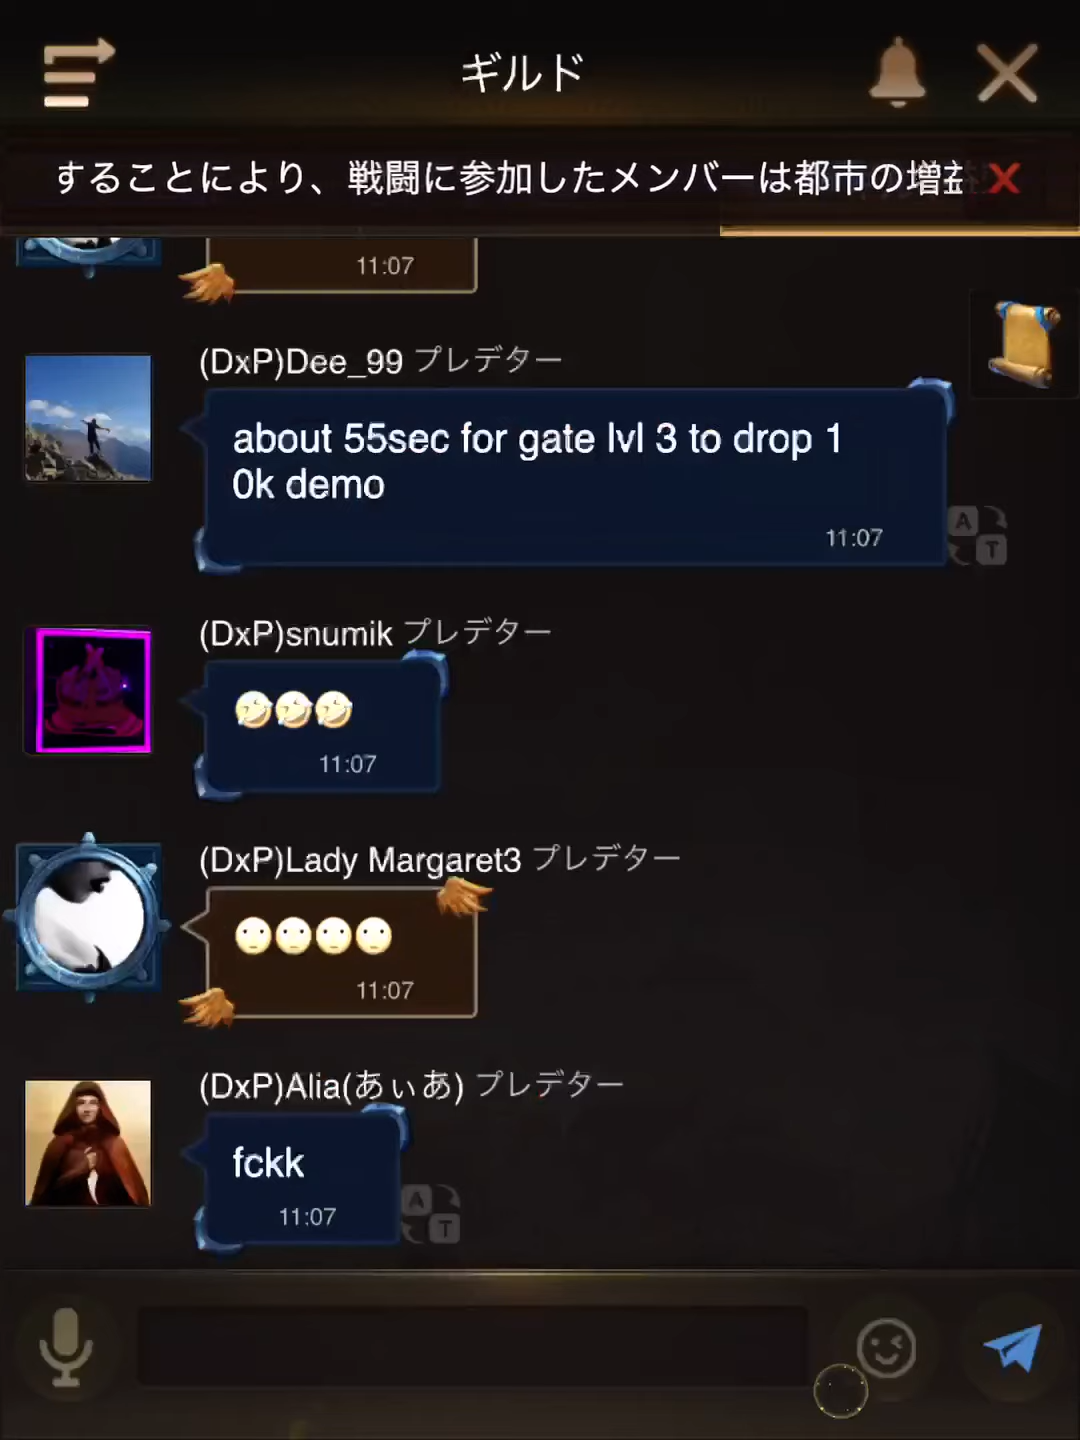 ギルド
することにより、戦闘に参加したメンバーは都市の増益
11:07
(DxP)Dee_99 プレデター
about 55sec for gate lvl 3 to drop 1
0k demo
11:07
A
T
(DxP)snumik プレデター
🤣🤣🤣
11:07
(DxP)Lady Margaret3 プレデター
🙄🙄🙄🙄
11:07
(DxP)Alia(あぃあ) プレデター
fckk
11:07
A
T